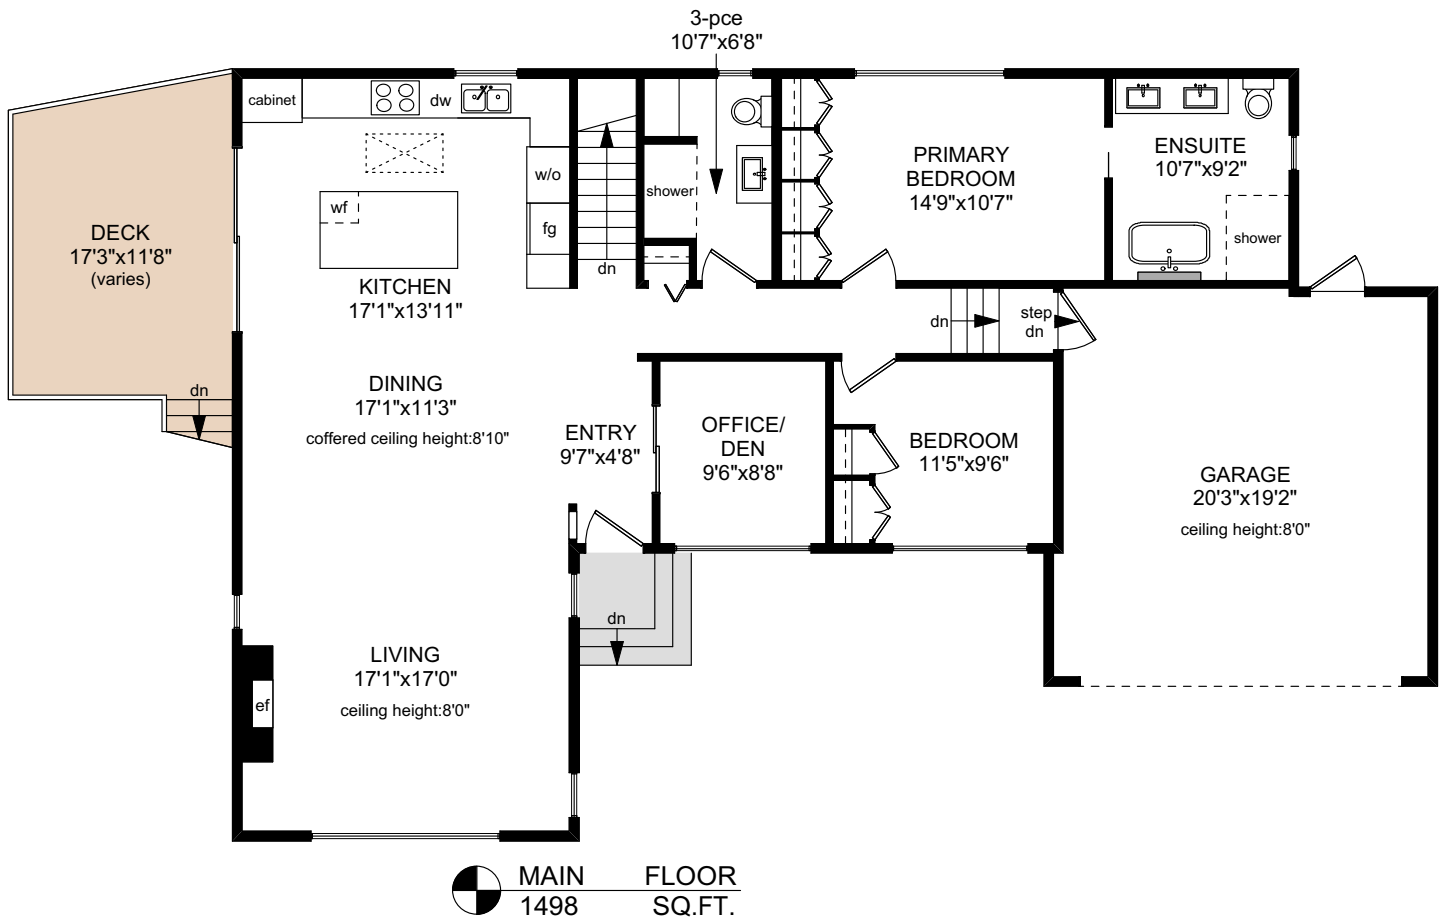 3-pce
10'7"x6'8"
cabinet
dw
w/o
wf
fg
shower
dn
PRIMARY
BEDROOM
14'9"x10'7"
ENSUITE
10'7"x9'2"
shower
DECK
17'3"x11'8"
(varies)
dn
KITCHEN
17'1"x13'11"
dn
step
dn
DINING
17'1"x11'3"
coffered ceiling height:8'10"
ENTRY
9'7"x4'8"
OFFICE/
DEN
9'6"x8'8"
BEDROOM
11'5"x9'6"
GARAGE
20'3"x19'2"
ceiling height:8'0"
dn
LIVING
17'1"x17'0"
ceiling height:8'0"
ef
MAIN FLOOR
1498 SQ.FT.